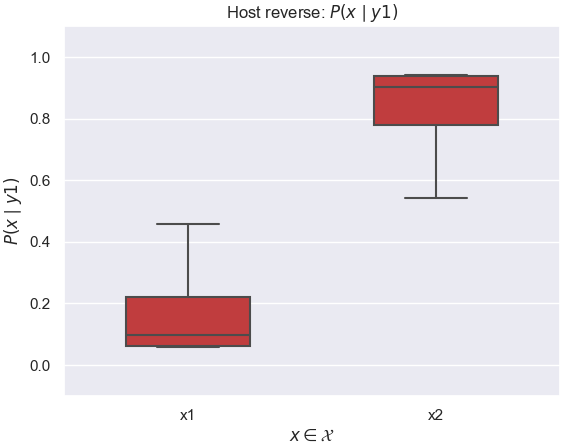 Host reverse: P(x | y1)
P(x | y1)
1.0
0.8
0.6
0.4
0.2
0.0
x1 x2
x ∈ 𝒳